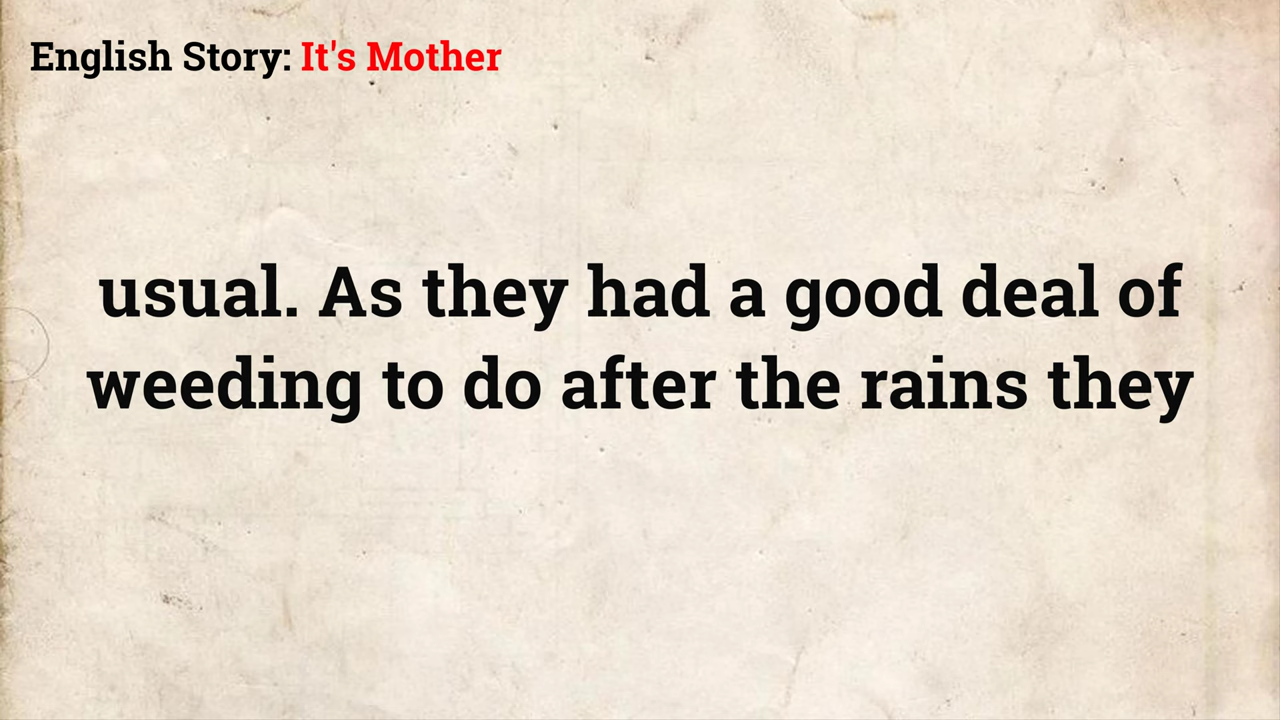 English Story: It's Mother
usual. As they had a good deal of
weeding to do after the rains they